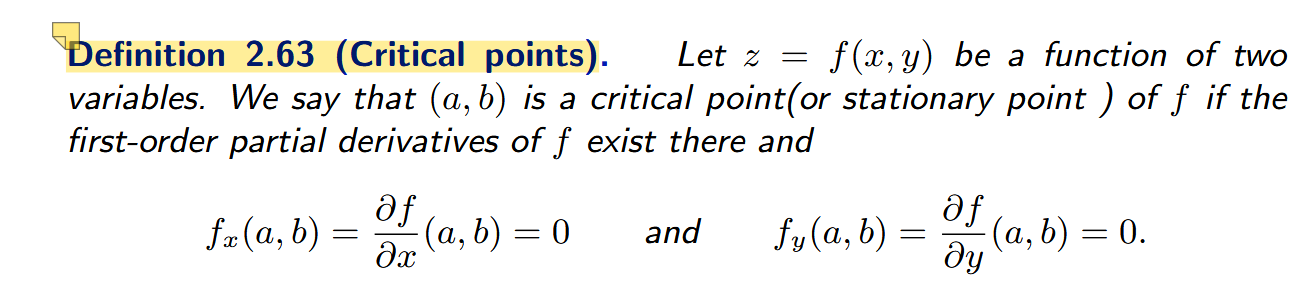 Definition 2.63 (Critical points). Let z = f(x, y) be a function of two
variables. We say that (a, b) is a critical point(or stationary point ) of f if the
first-order partial derivatives of f exist there and
fₓ(a, b) = ∂f/∂x (a, b) = 0 and f_y(a, b) = ∂f/∂y (a, b) = 0.